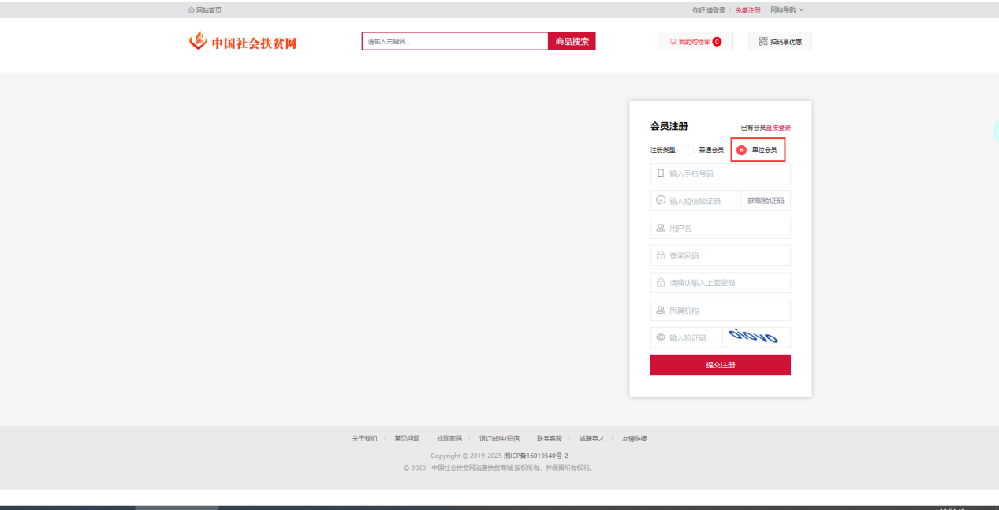 网站首页
你好,请登录 免费注册 网站导航
中国社会扶贫网
请输入关键词...
商品搜索
我的购物车 0
扫码享优惠
会员注册
已有会员直接登录
注册类型: 普通会员 单位会员
输入手机号码
输入短信验证码 获取验证码
用户名
登录密码
请确认输入上面密码
所属机构
输入验证码
提交注册
关于我们 常见问题 找回密码 退订邮件/短信 联系客服 诚聘英才 友情链接
Copyright © 2019-2025 湘ICP备16019540号-2
© 2020 中国社会扶贫网消费扶贫商城 版权所有，并保留所有权利。